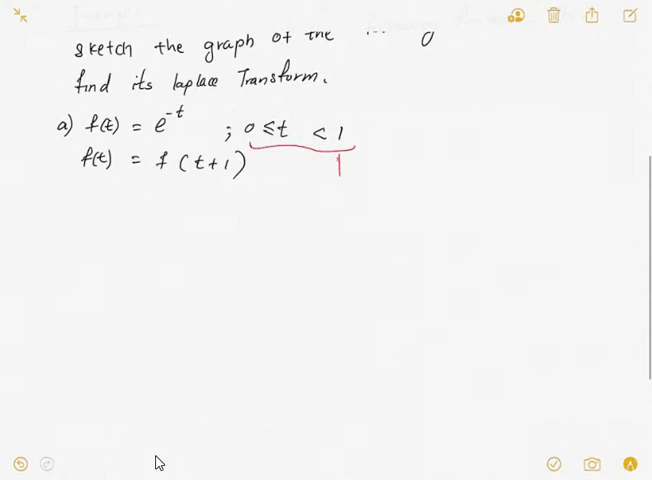 sketch the graph of the ... 
find its laplace Transform.
a) f(t) = e^-t ; 0 ≤ t < 1
f(t) = f (t+1) 1